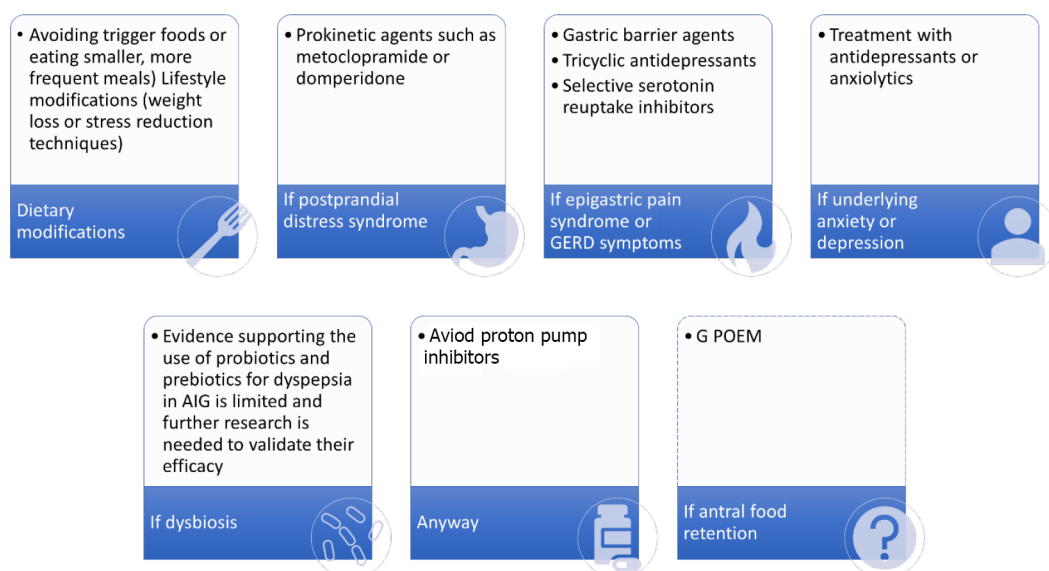 • Avoiding trigger foods or
eating smaller, more
frequent meals) Lifestyle
modifications (weight
loss or stress reduction
techniques)
Dietary
modifications
• Prokinetic agents such as
metoclopramide or
domperidone
If postprandial
distress syndrome
• Gastric barrier agents
• Tricyclic antidepressants
• Selective serotonin
reuptake inhibitors
If epigastric pain
syndrome or
GERD symptoms
• Treatment with
antidepressants or
anxiolytics
If underlying
anxiety or
depression
• Evidence supporting the
use of probiotics and
prebiotics for dyspepsia
in AIG is limited and
further research is
needed to validate their
efficacy
If dysbiosis
• Aviod proton pump
inhibitors
Anyway
• G POEM
If antral food
retention
?